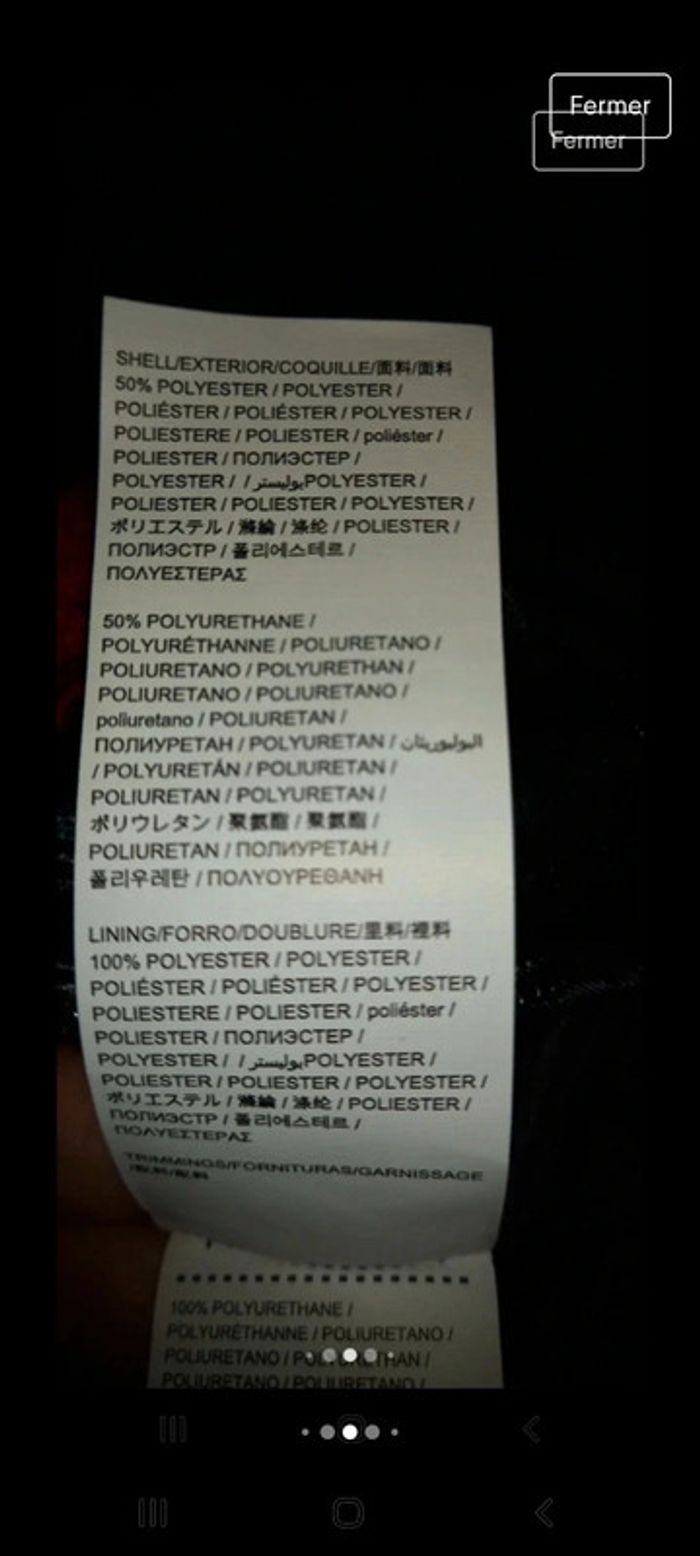 Fermer
Fermer
SHELL/EXTERIOR/COQUILLE/面料/面料
50% POLYESTER / POLYESTER /
POLIÉSTER / POLIÉSTER / POLYESTER /
POLIESTERE / POLIESTER / poliéster /
POLIESTER / ПОЛИЭСТЕР /
POLYESTER / / بوليسترPOLYESTER /
POLIESTER / POLIESTER / POLYESTER /
ポリエステル / 滌綸 / 涤纶 / POLIESTER /
ПОЛИЭСТР / 폴리에스테르 /
ΠΟΛΥΕΣΤΕΡΑΣ
50% POLYURETHANE /
POLYURÉTHANNE / POLIURETANO /
POLIURETANO / POLYURETHAN /
POLIURETANO / POLIURETANO /
poliuretano / POLIURETAN /
ПОЛИУРЕТАН / POLYURETAN / البوليوريثان
/ POLYURETÁN / POLIURETAN /
POLIURETAN / POLYURETAN /
ポリウレタン / 聚氨酯 / 聚氨酯 /
POLIURETAN / ПОЛИУРЕТАН /
폴리우레탄 / ΠΟΛΥΟΥΡΕΘΑΝΗ
LINING/FORRO/DOUBLURE/里料/裡料
100% POLYESTER / POLYESTER /
POLIÉSTER / POLIÉSTER / POLYESTER /
POLIESTERE / POLIESTER / poliéster /
POLIESTER / ПОЛИЭСТЕР /
POLYESTER / / بوليسترPOLYESTER /
POLIESTER / POLIESTER / POLYESTER /
ポリエステル / 滌綸 / 涤纶 / POLIESTER /
ПОЛИЭСТР / 폴리에스테르 /
ΠΟΛΥΕΣΤΕΡΑΣ
TRIMMINGS/FORNITURAS/GARNISSAGE
100% POLYURETHANE /
POLYURÉTHANNE / POLIURETANO /
POLIURETANO / POLYURETHAN /
POLIURETANO / POLIURETANO /